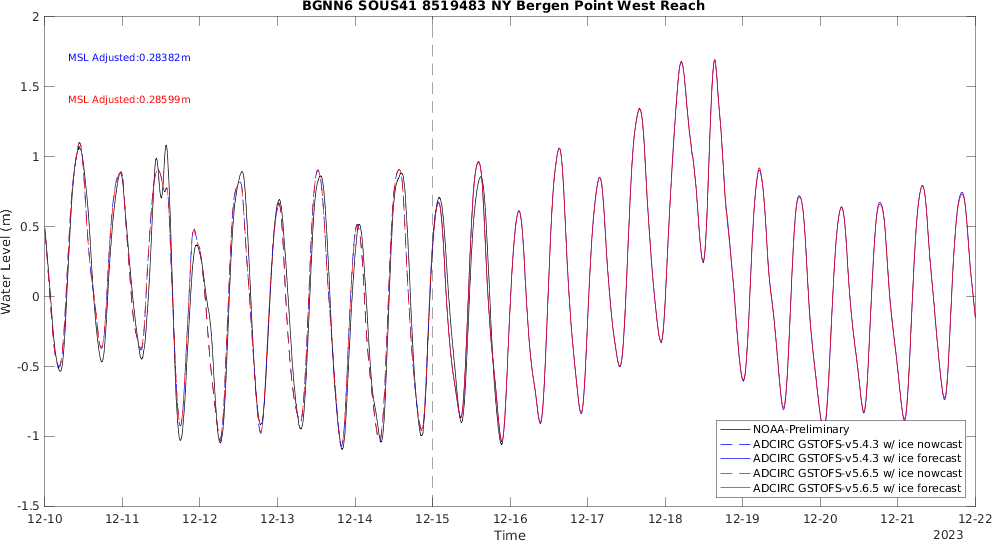 BGNN6 SOUS41 8519483 NY Bergen Point West Reach
2
1.5
1
0.5
0
-0.5
-1
-1.5
Water Level (m)
MSL Adjusted:0.28382m
MSL Adjusted:0.28599m
NOAA-Preliminary
ADCIRC GSTOFS-v5.4.3 w/ ice nowcast
ADCIRC GSTOFS-v5.4.3 w/ ice forecast
ADCIRC GSTOFS-v5.6.5 w/ ice nowcast
ADCIRC GSTOFS-v5.6.5 w/ ice forecast
12-10 12-11 12-12 12-13 12-14 12-15 12-16 12-17 12-18 12-19 12-20 12-21 12-22
Time
2023